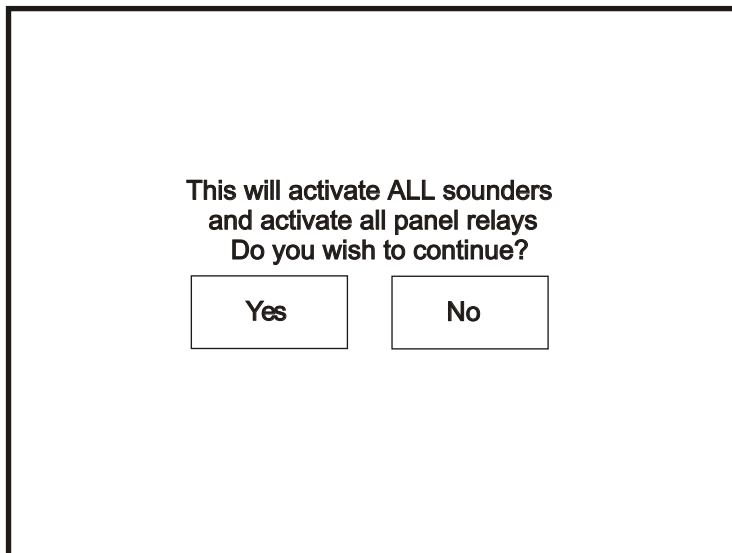 This will activate ALL sounders
and activate all panel relays
Do you wish to continue?
Yes No